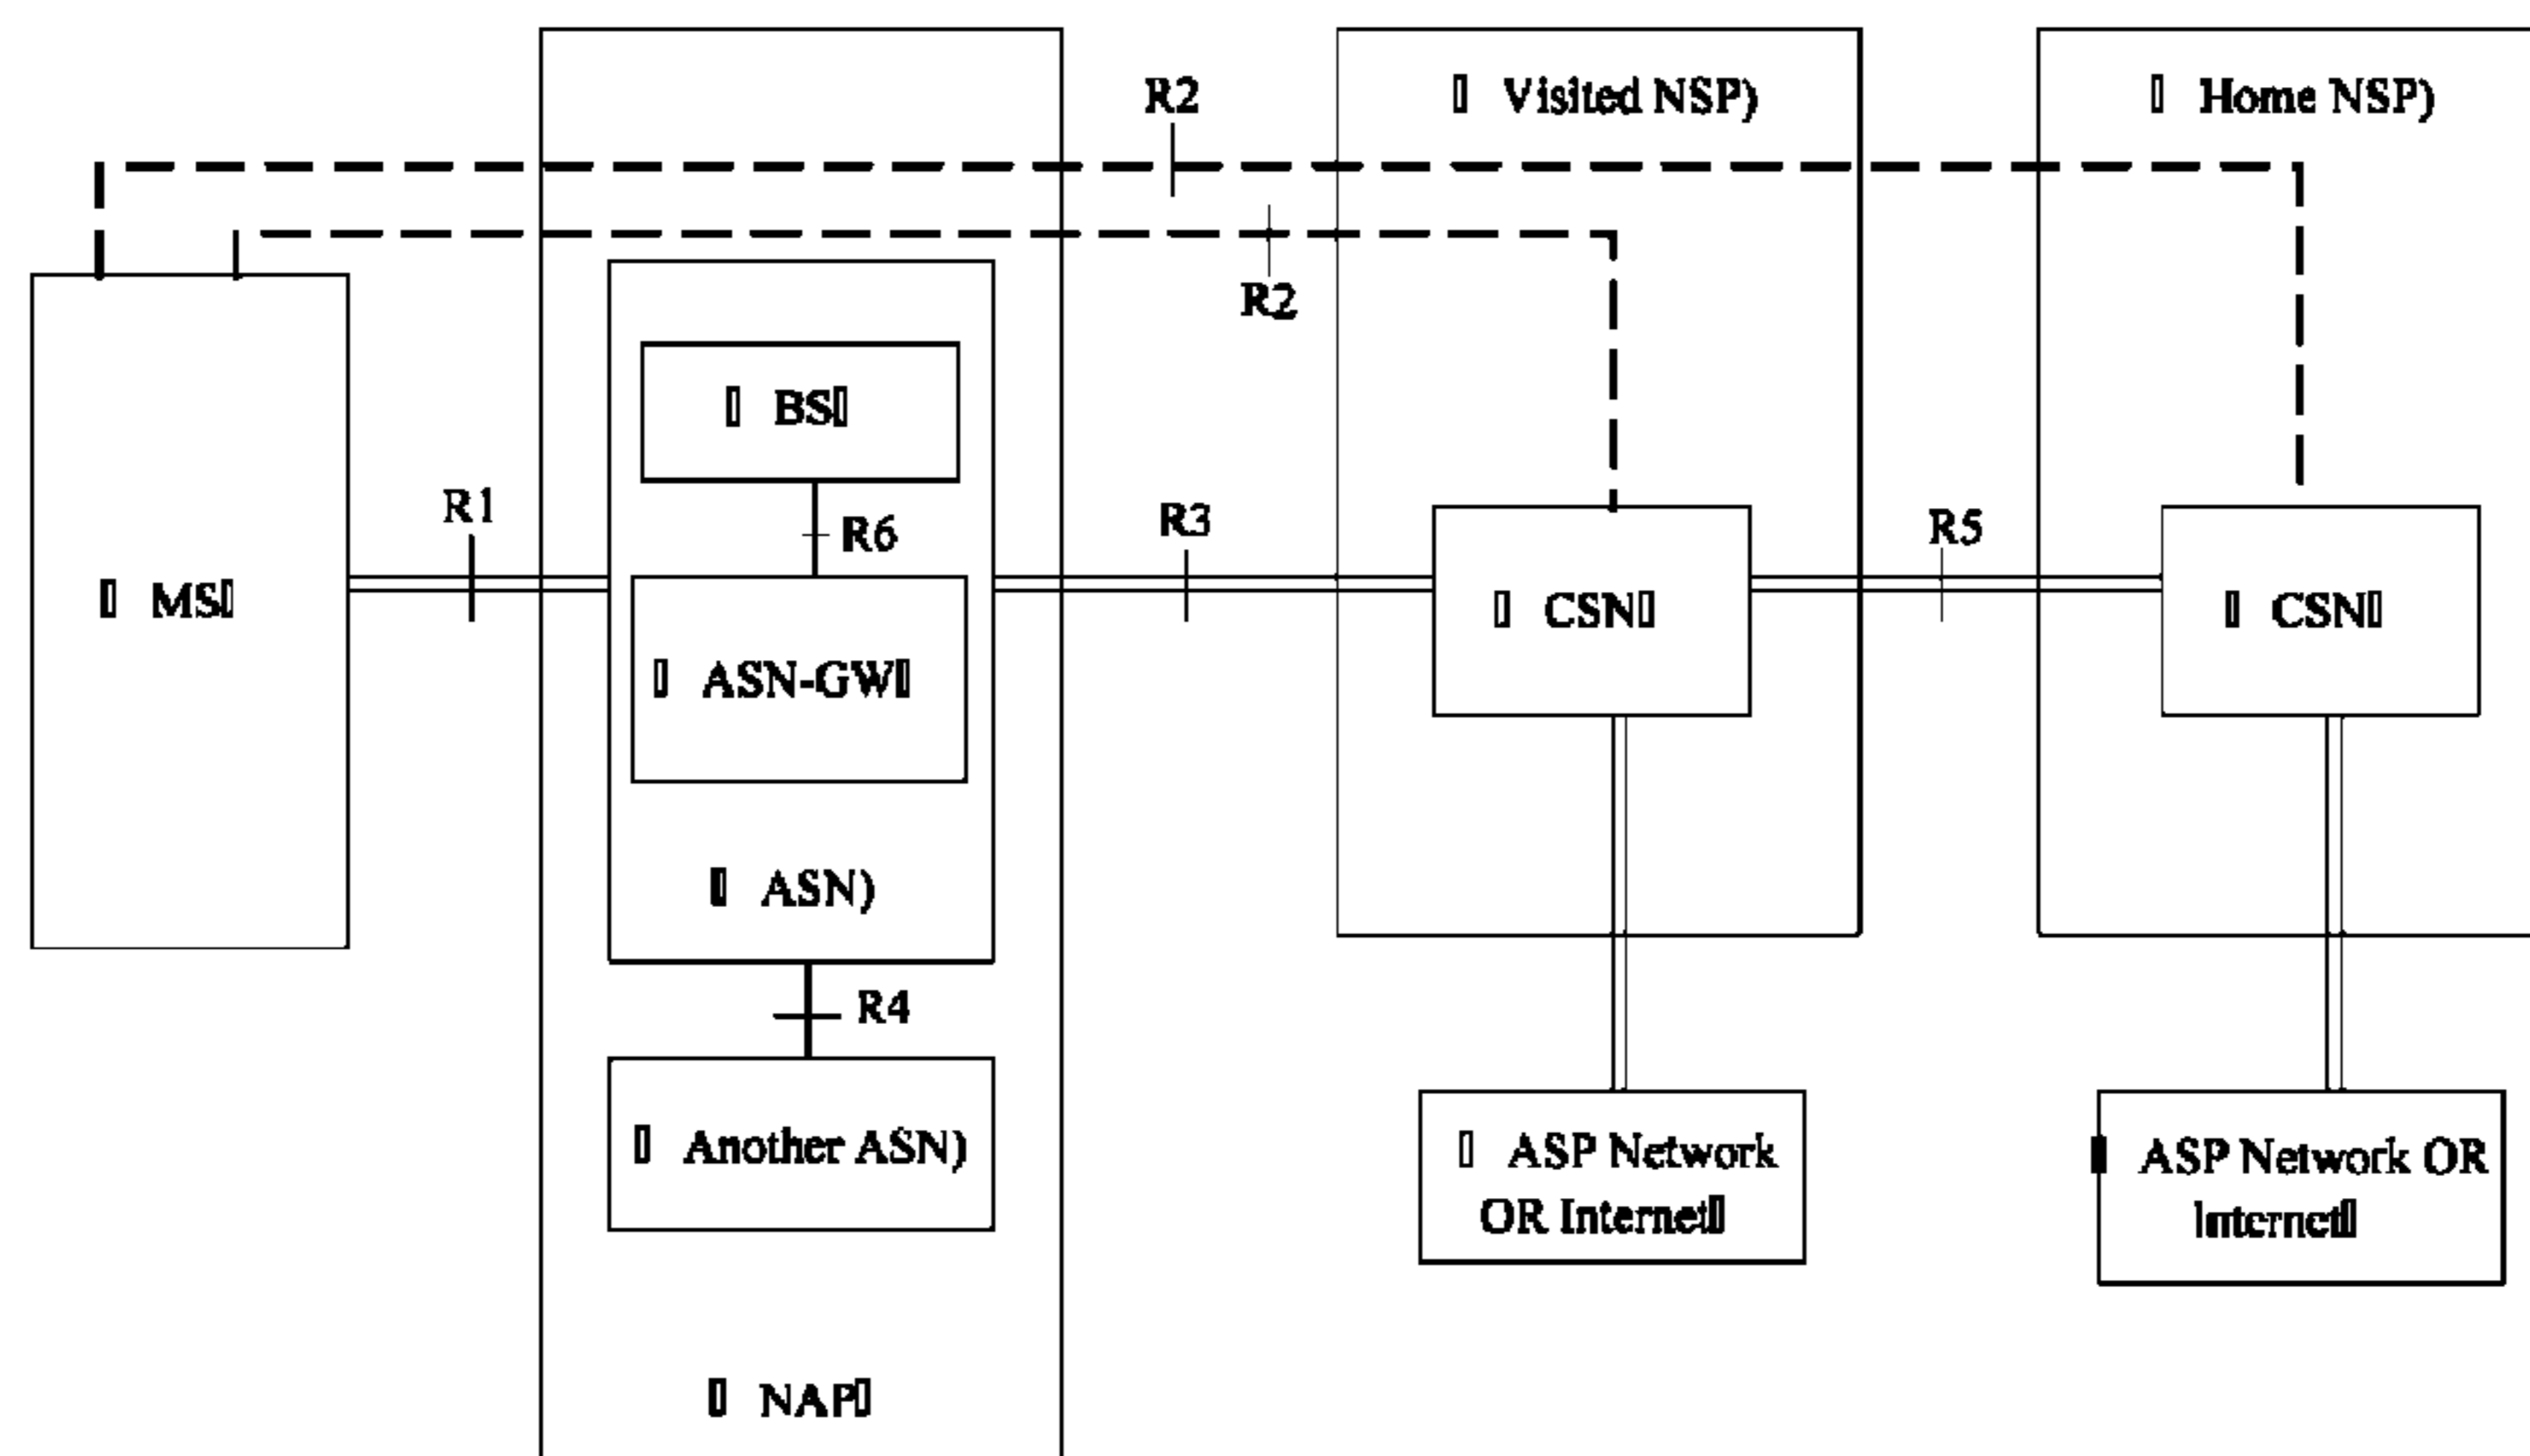 R2
▯ Visited NSP)
▯ Home NSP)
R2
▯ BS▯
R1
R6
R3
R5
▯ MS▯
▯ CSN▯
▯ CSN▯
▯ ASN-GW▯
▯ ASN)
R4
▯ Another ASN)
▯ ASP Network
OR Internet▯
▯ ASP Network OR
Internet▯
▯ NAP▯